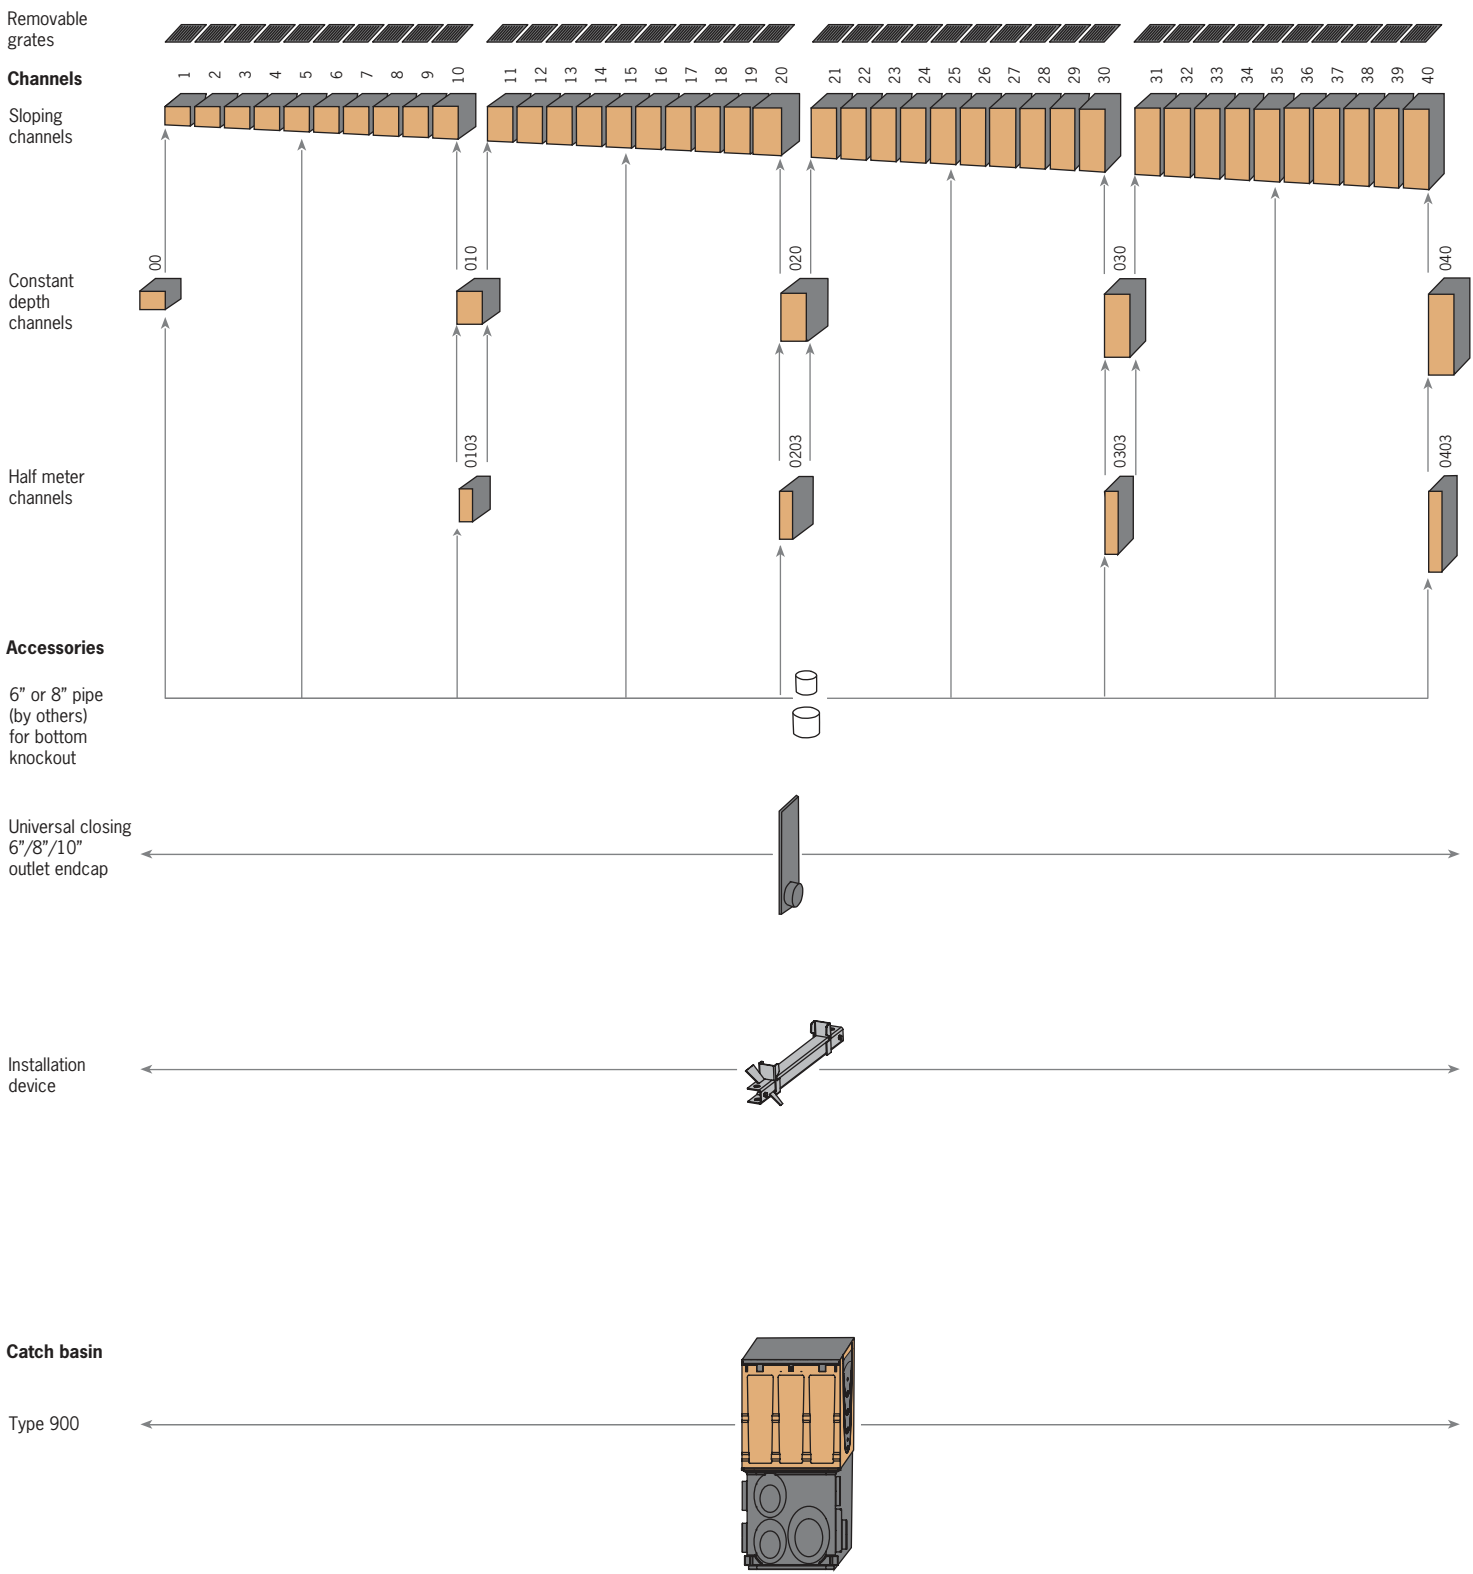 Removable
grates
Channels
1 2 3 4 5 6 7 8 9 10 11 12 13 14 15 16 17 18 19 20 21 22 23 24 25 26 27 28 29 30 31 32 33 34 35 36 37 38 39 40
Sloping
channels
00 010 020 030 040
Constant
depth
channels
0103 0203 0303 0403
Half meter
channels
Accessories
6” or 8” pipe
(by others)
for bottom
knockout
Universal closing
6”/8”/10”
outlet endcap
Installation
device
Catch basin
Type 900